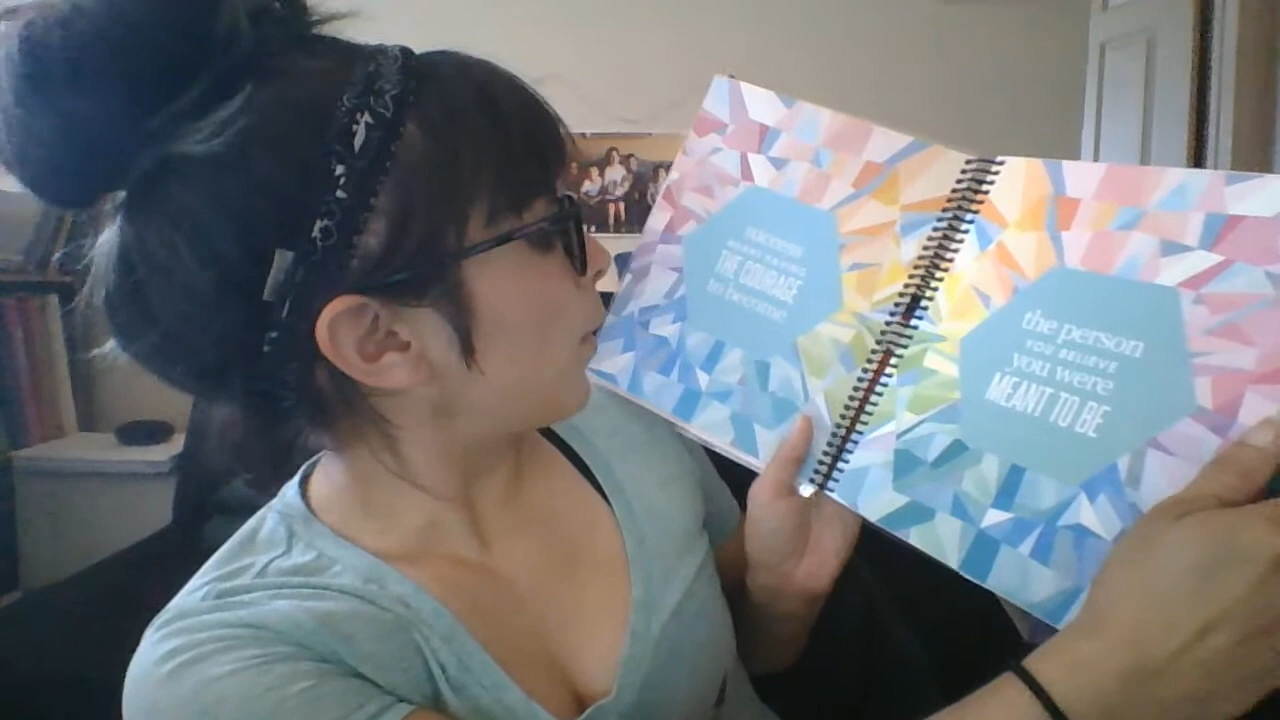 THE COURAGE
to become
the person
YOU BELIEVE
you were
MEANT TO BE